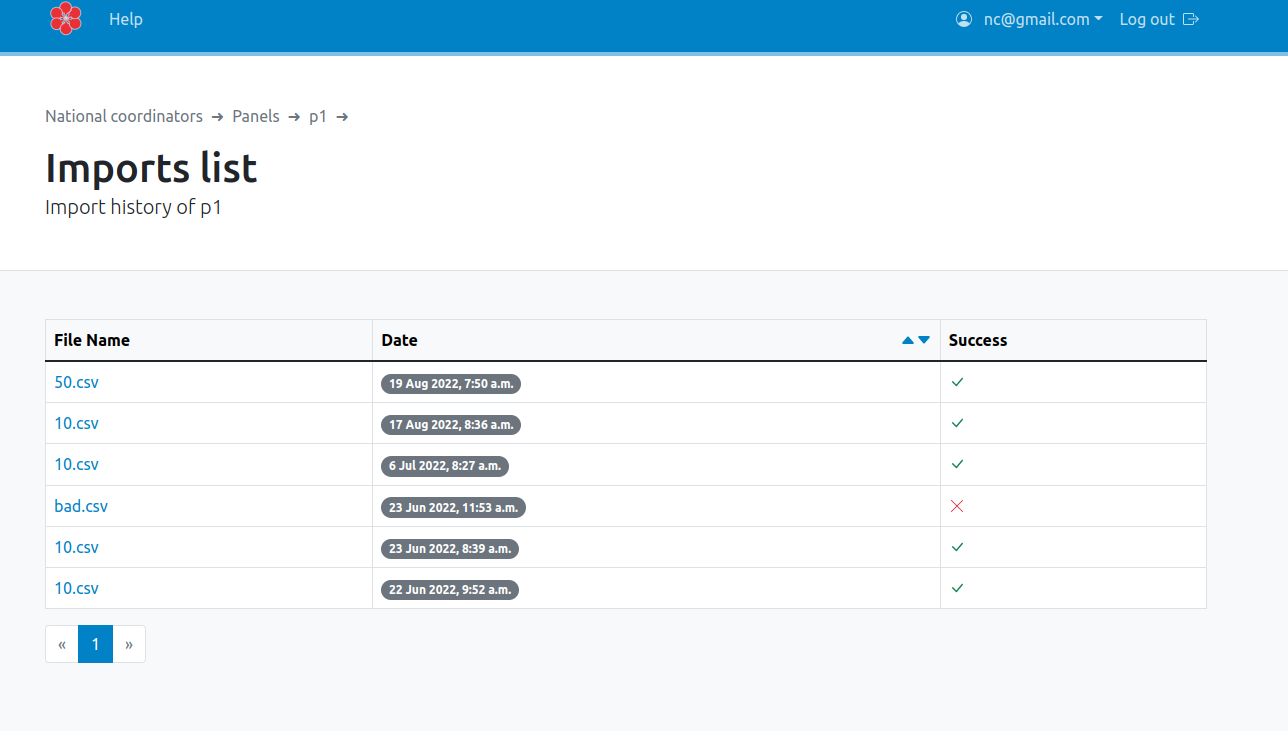 Help nc@gmail.com Log out
National coordinators ➜ Panels ➜ p1 ➜
Imports list
Import history of p1
File Name Date Success
50.csv 19 Aug 2022, 7:50 a.m.
10.csv 17 Aug 2022, 8:36 a.m.
10.csv 6 Jul 2022, 8:27 a.m.
bad.csv 23 Jun 2022, 11:53 a.m.
10.csv 23 Jun 2022, 8:39 a.m.
10.csv 22 Jun 2022, 9:52 a.m.
« 1 »